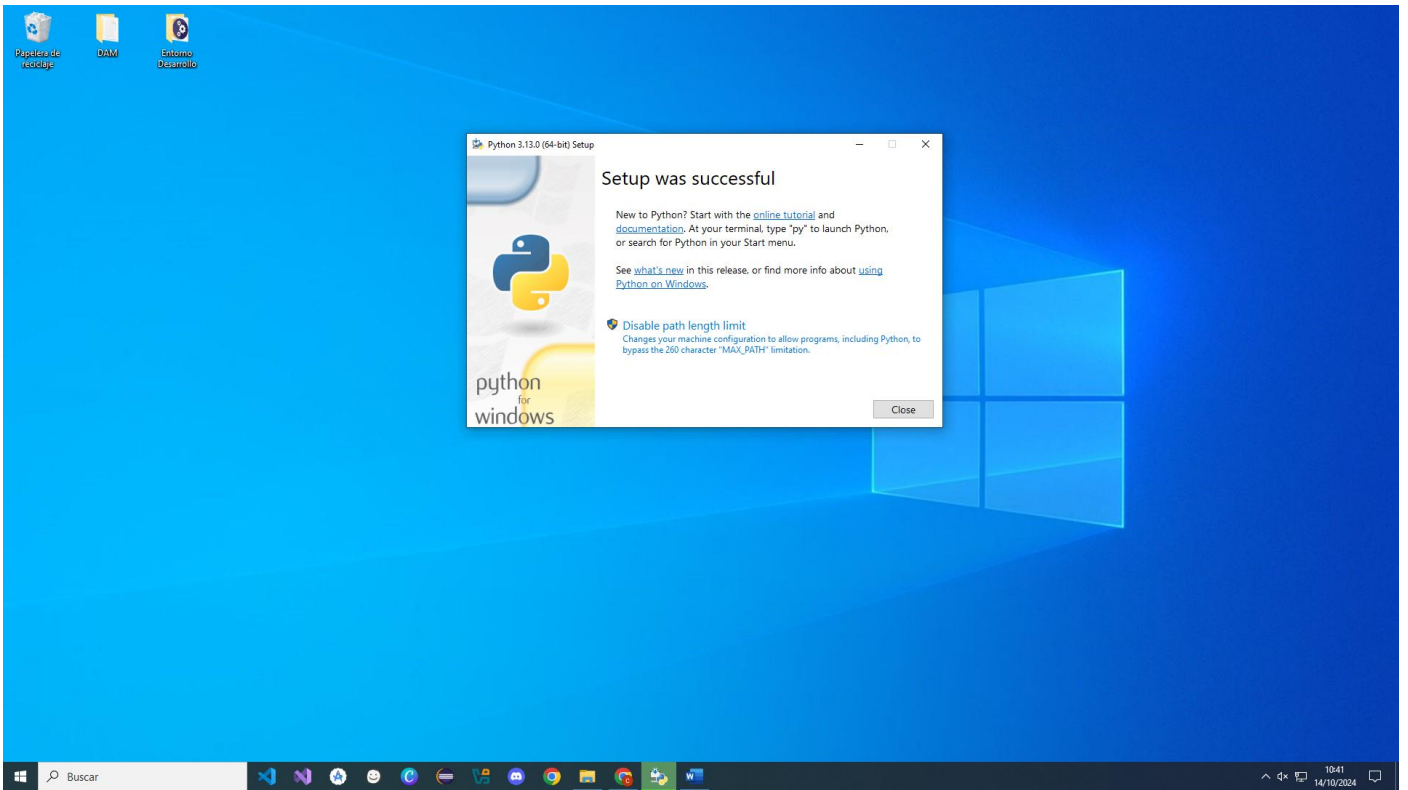 Papelera de
reciclaje
DAM
Entorno
Desarrollo
Python 3.13.0 (64-bit) Setup
Setup was successful
New to Python? Start with the online tutorial and
documentation. At your terminal, type "py" to launch Python,
or search for Python in your Start menu.
See what's new in this release, or find more info about using
Python on Windows.
Disable path length limit
Changes your machine configuration to allow programs, including Python, to
bypass the 260 character "MAX_PATH" limitation.
python
for
windows
Close
Buscar
10:41
14/10/2024